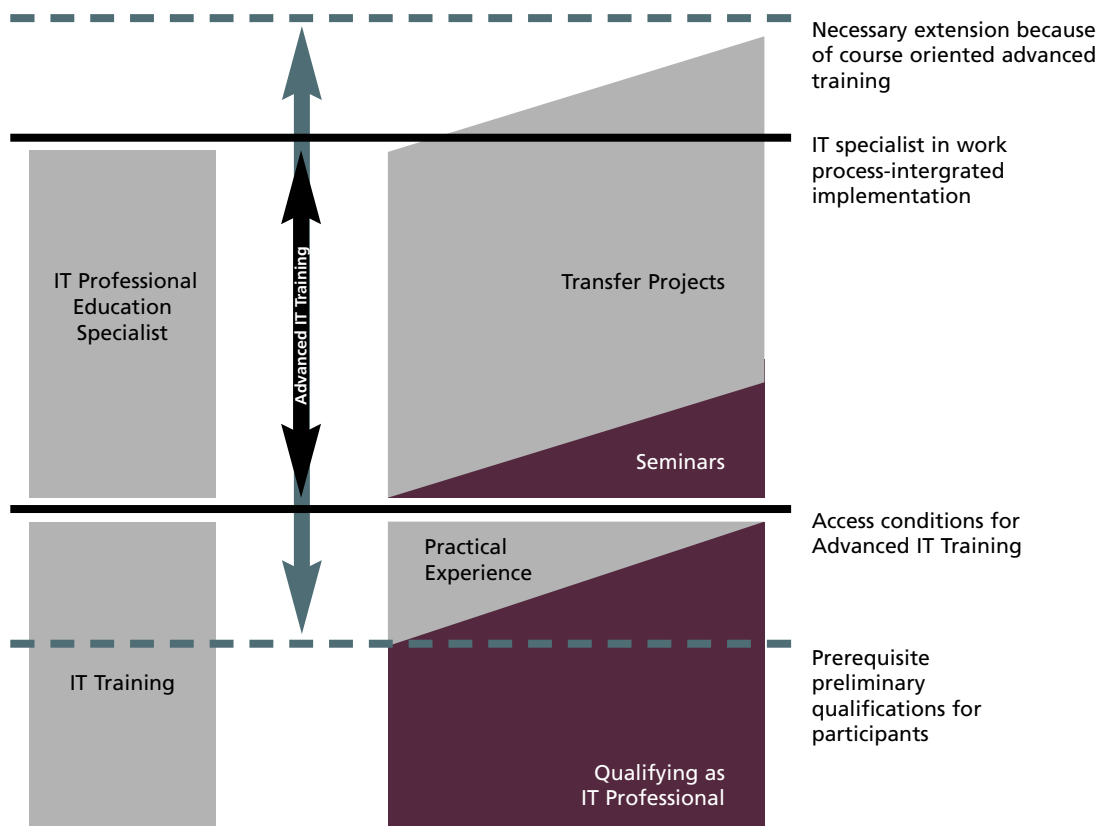 Necessary extension because
of course oriented advanced
training
IT specialist in work
process-intergrated
implementation
IT Professional
Education
Specialist
Advanced IT Training
Transfer Projects
Seminars
Practical
Experience
Access conditions for
Advanced IT Training
IT Training
Prerequisite
preliminary
qualifications for
participants
Qualifying as
IT Professional